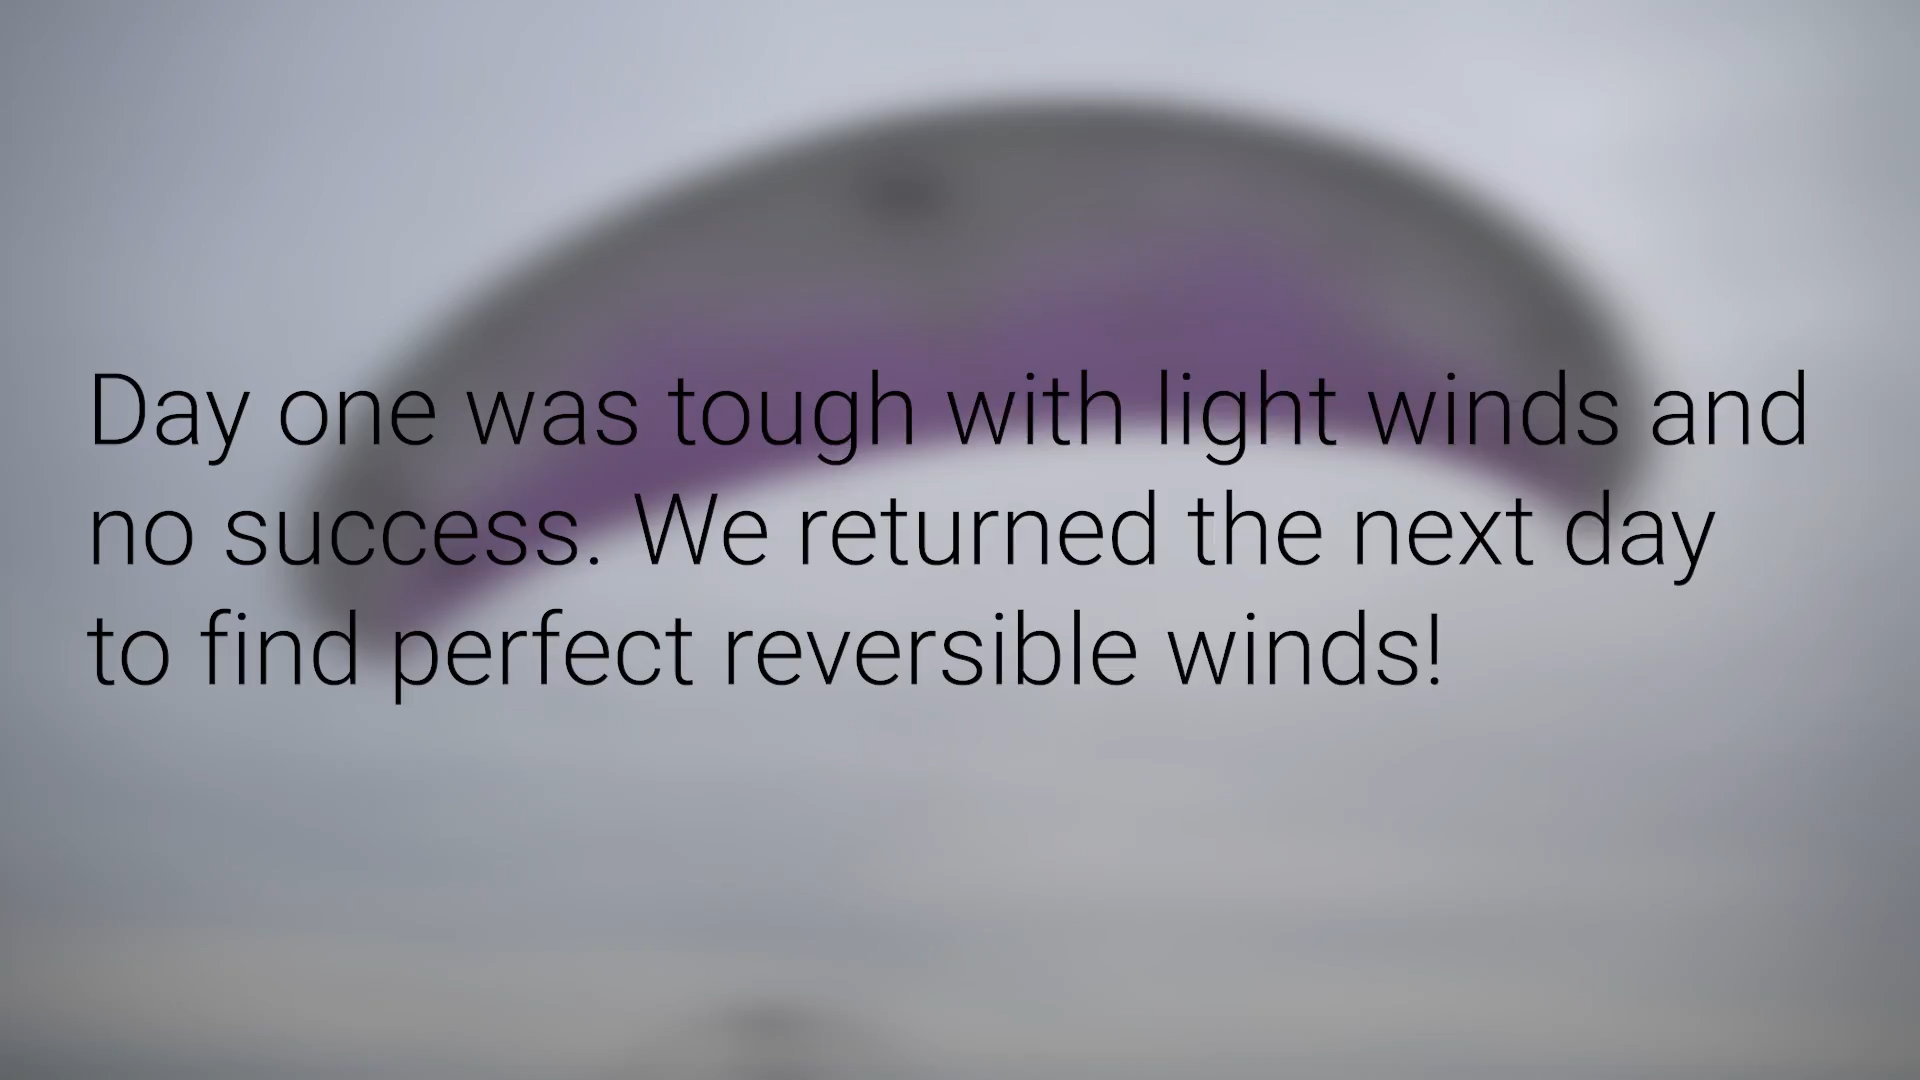 Day one was tough with light winds and
no success. We returned the next day
to find perfect reversible winds!